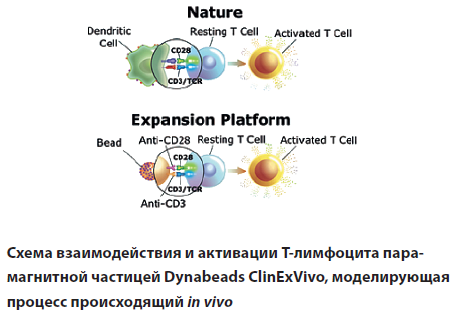 Nature
Dendritic Cell
Resting T Cell
Activated T Cell
CD28
CD3/TCR
Expansion Platform
Bead
Anti-CD28
Resting T Cell
Activated T Cell
CD28
CD3/TCR
Anti-CD3
Схема взаимодействия и активации Т-лимфоцита пара-
магнитной частицей Dynabeads ClinExVivo, моделирующая
процесс происходящий in vivo